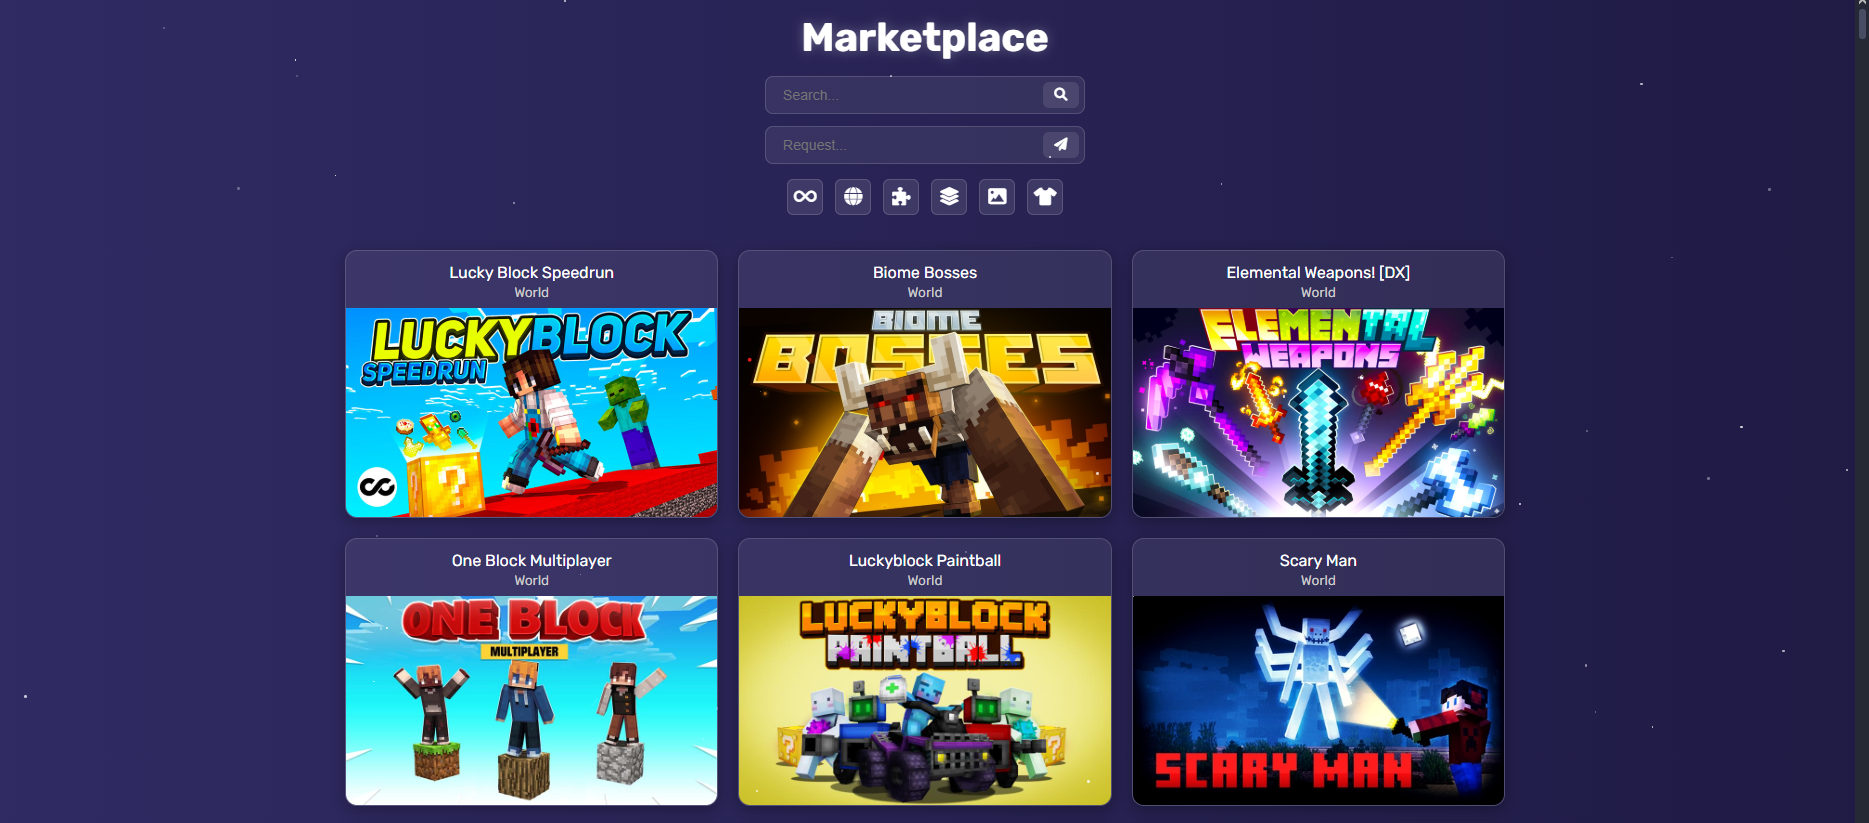 Marketplace
Search...
Request...
Lucky Block Speedrun
World
LUCKYBLOCK
SPEEDRUN
?
Biome Bosses
World
BIOME
BOSSES
Elemental Weapons! [DX]
World
ELEMENTAL
WEAPONS
One Block Multiplayer
World
ONE BLOCK
MULTIPLAYER
Luckyblock Paintball
World
LUCKYBLOCK
PAINTBALL
? ?
Scary Man
World
SCARY MAN